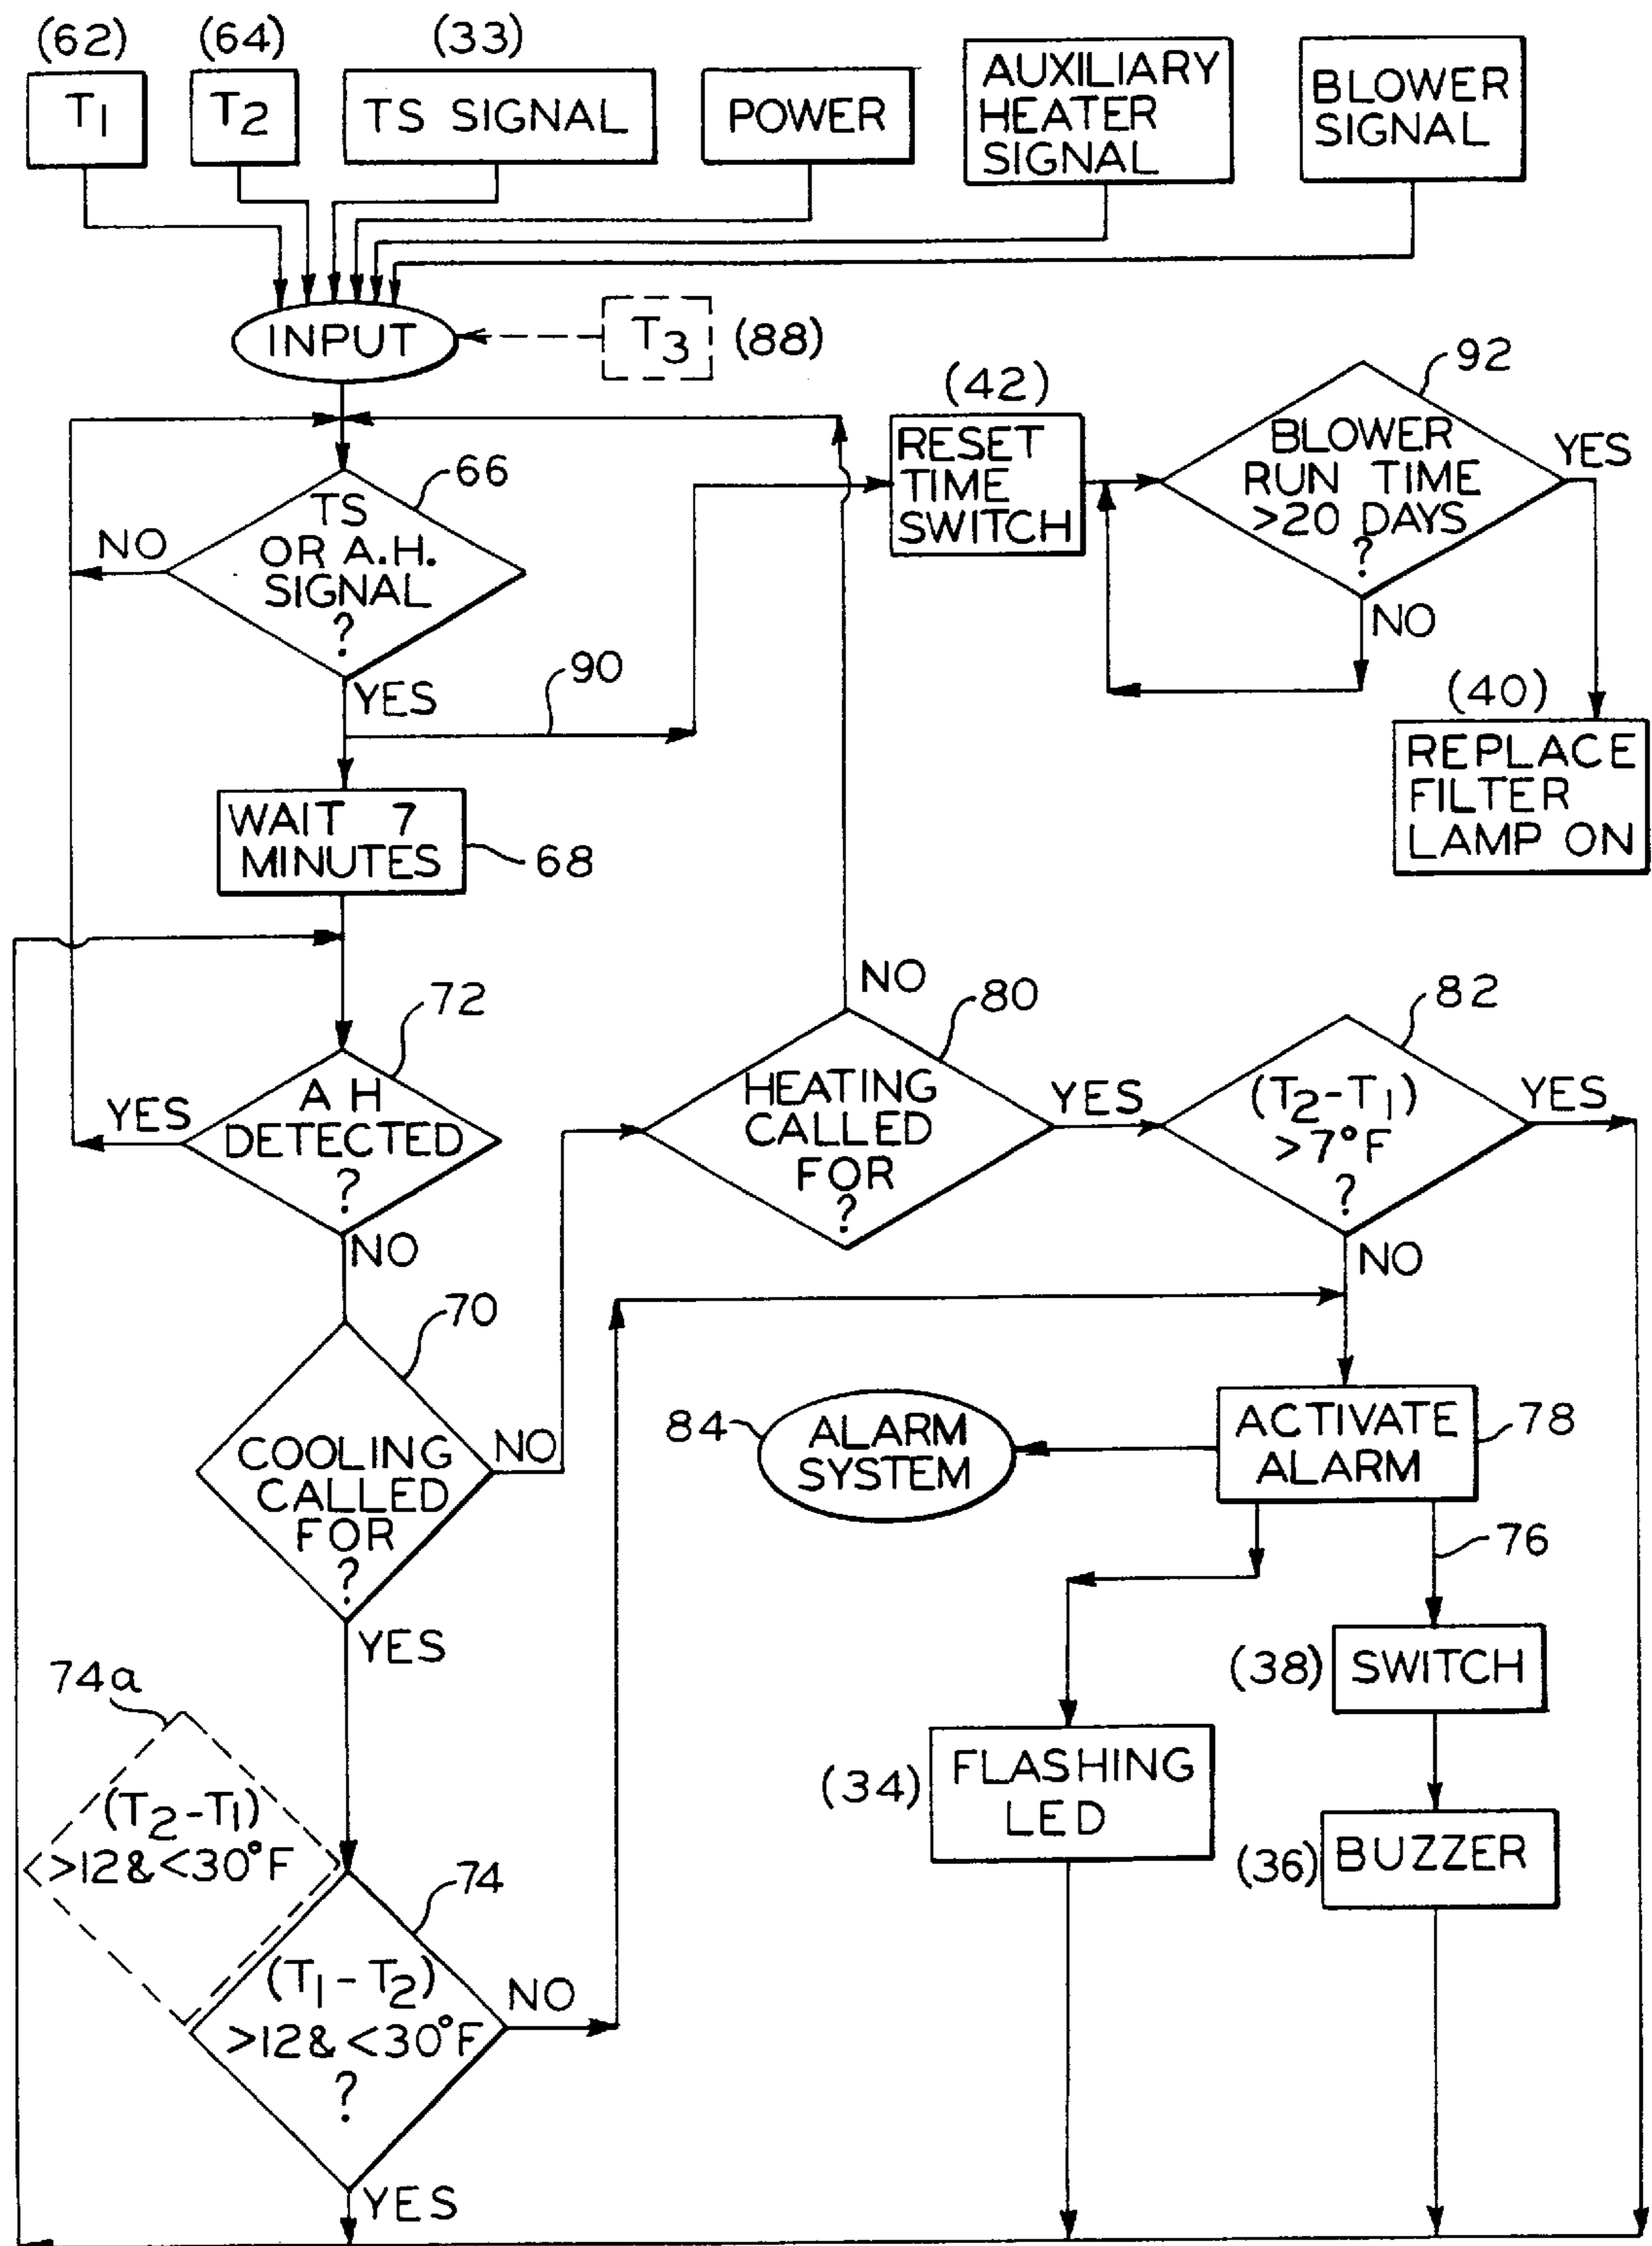 (62)
(64)
(33)
T1
T2
TS SIGNAL
POWER
AUXILIARY
HEATER
SIGNAL
BLOWER
SIGNAL
INPUT
T3
(88)
(42)
RESET
TIME
SWITCH
92
BLOWER
RUN TIME
>20 DAYS
?
YES
NO
66
TS
OR A.H.
SIGNAL
?
NO
YES
90
(40)
REPLACE
FILTER
LAMP ON
WAIT 7
MINUTES
68
72
A H
DETECTED
?
YES
NO
NO
80
HEATING
CALLED
FOR
?
YES
82
(T2-T1)
>7°F
?
YES
NO
70
COOLING
CALLED
FOR
?
NO
YES
84
ALARM
SYSTEM
ACTIVATE
ALARM
78
76
(38)
SWITCH
74a
(T2-T1)
>12&<30°F
(34)
FLASHING
LED
(36)
BUZZER
74
(T1-T2)
>12&<30°F
?
NO
YES